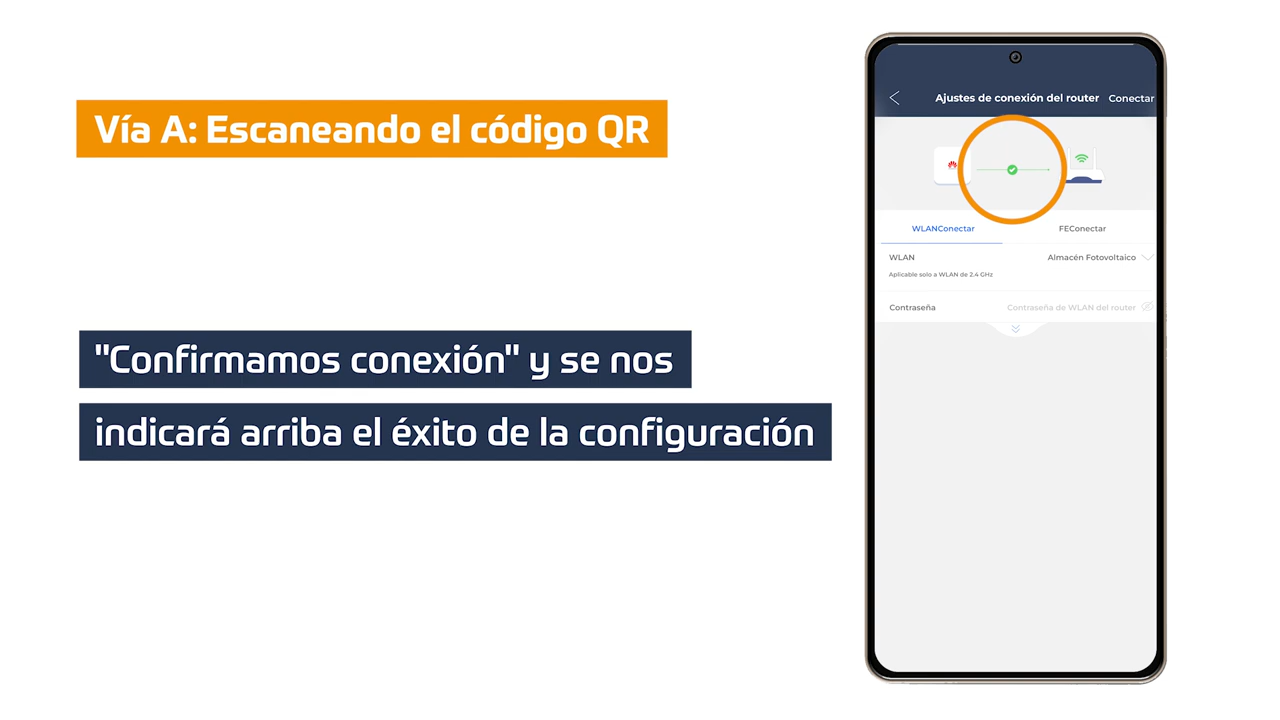 Vía A: Escaneando el código QR
"Confirmamos conexión" y se nos
indicará arriba el éxito de la configuración
Ajustes de conexión del router Conectar
WLANConectar FEConectar
WLAN Almacén Fotovoltaico
Aplicable solo a WLAN de 2.4 GHz
Contraseña Contraseña de WLAN del router